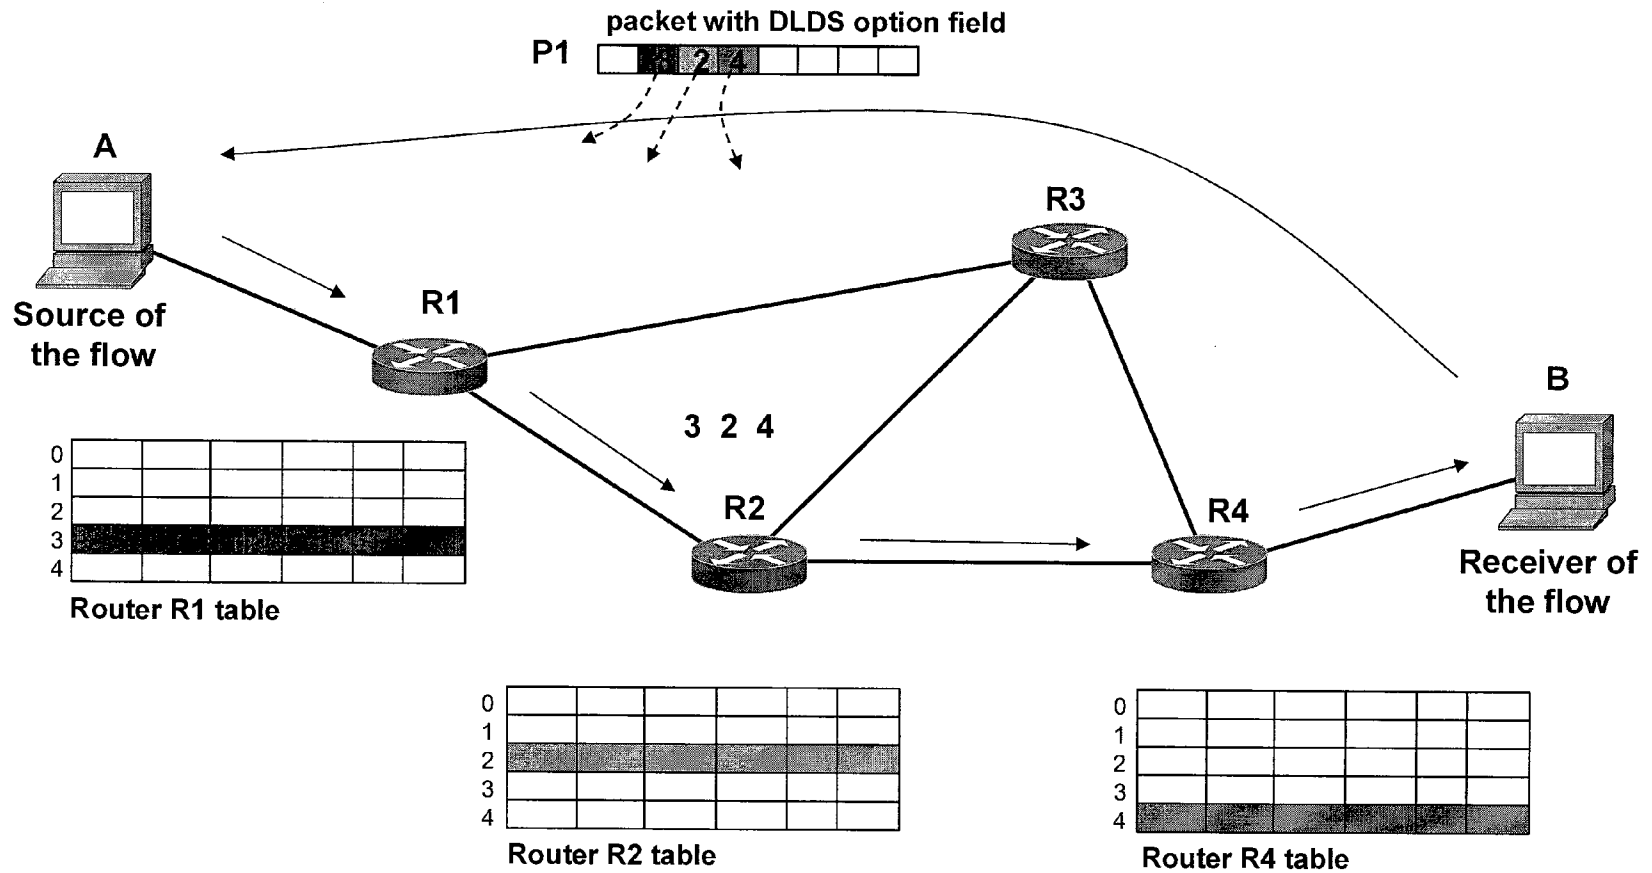 packet with DLDS option field
P1
3 2 4
A
Source of
the flow
R1
R3
B
3 2 4
R2
R4
Receiver of
the flow
0
1
2
3
4
Router R1 table
0
1
2
3
4
Router R2 table
0
1
2
3
4
Router R4 table